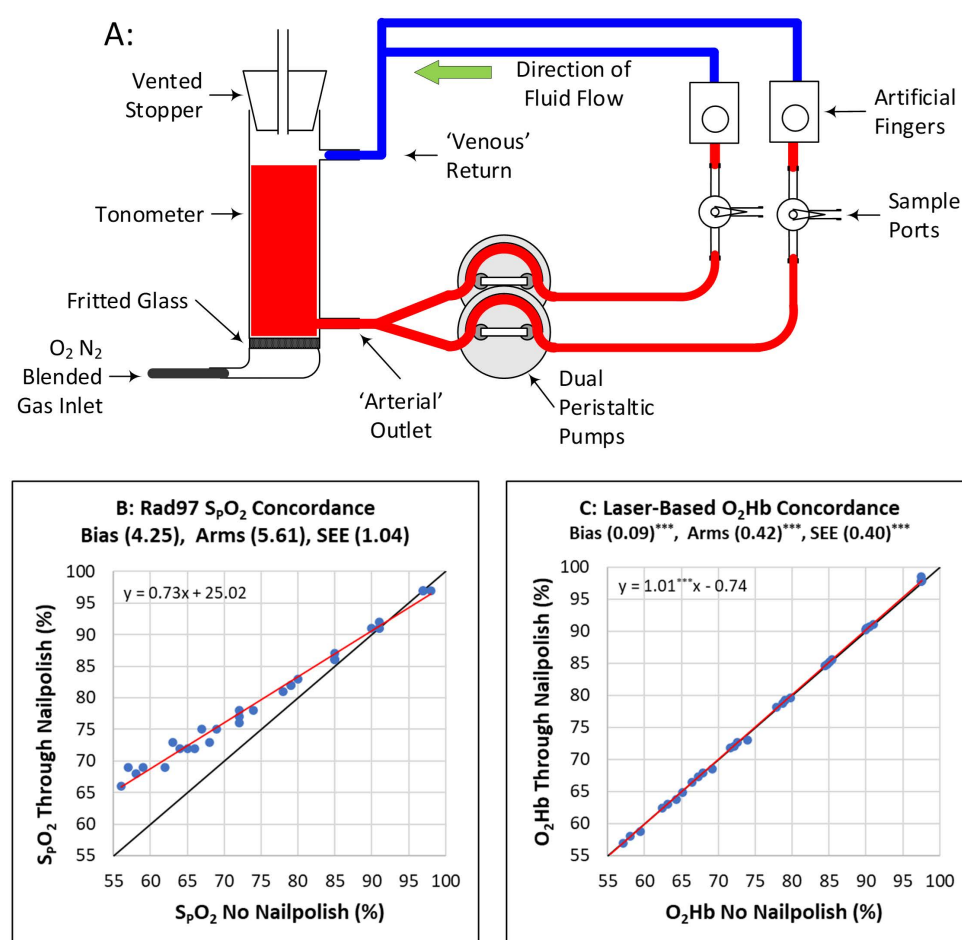 A:
Vented
Stopper
Direction of
Fluid Flow
Artificial
Fingers
‘Venous’
Return
Tonometer
Sample
Ports
Fritted Glass
O₂ N₂
Blended
Gas Inlet
‘Arterial’
Outlet
Dual
Peristaltic
Pumps
B: Rad97 SₚO₂ Concordance
Bias (4.25), Arms (5.61), SEE (1.04)
y = 0.73x + 25.02
100
95
90
85
80
75
70
65
60
55
SₚO₂ Through Nailpolish (%)
55 60 65 70 75 80 85 90 95 100
SₚO₂ No Nailpolish (%)
C: Laser-Based O₂Hb Concordance
Bias (0.09)***, Arms (0.42)***, SEE (0.40)***
y = 1.01***x - 0.74
100
95
90
85
80
75
70
65
60
55
O₂Hb Through Nailpolish (%)
55 60 65 70 75 80 85 90 95 100
O₂Hb No Nailpolish (%)